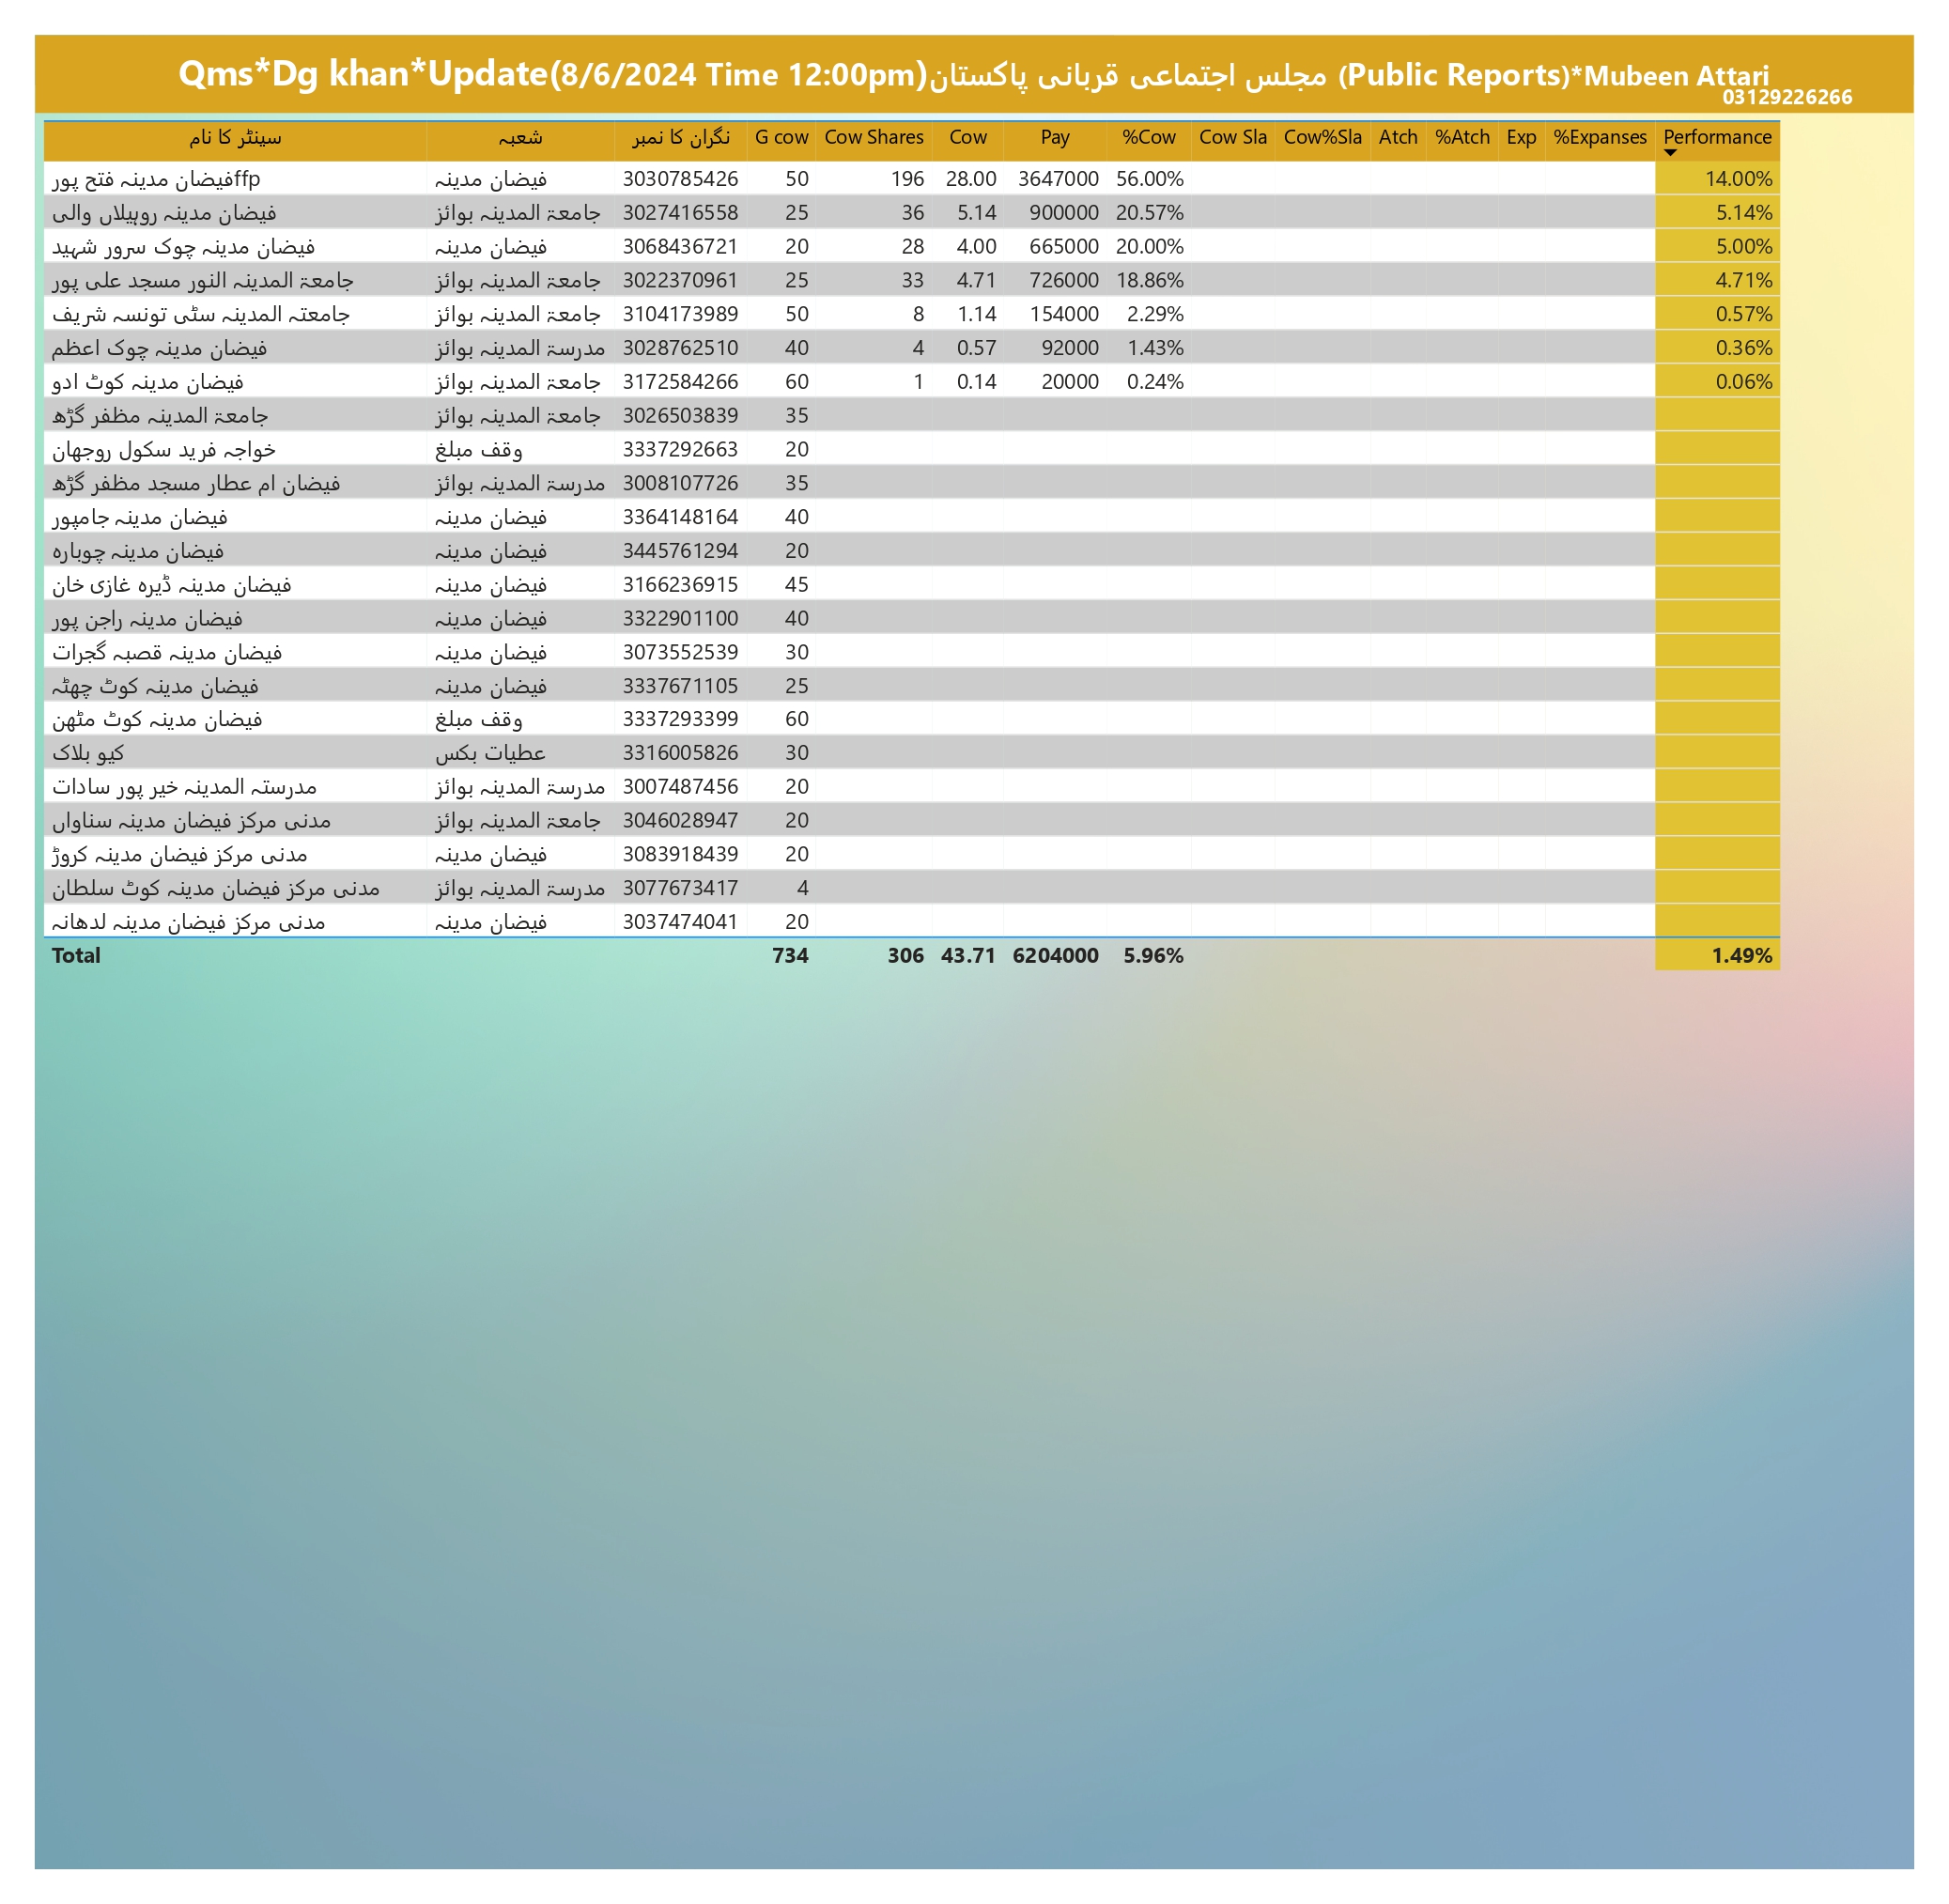 Qms*Dg khan*Update(8/6/2024 Time 12:00pm)مجلس اجتماعی قربانی پاکستان (Public Reports)*Mubeen Attari
03129226266
سینٹر کا نام شعبہ نگران کا نمبر G cow Cow Shares Cow Pay %Cow Cow Sla Cow%Sla Atch %Atch Exp %Expanses Performance
فیضان مدینہ فتح پورffp فیضان مدینہ 3030785426 50 196 28.00 3647000 56.00% 14.00%
فیضان مدینہ روہیلاں والی جامعۃ المدینہ بوائز 3027416558 25 36 5.14 900000 20.57% 5.14%
فیضان مدینہ چوک سرور شہید فیضان مدینہ 3068436721 20 28 4.00 665000 20.00% 5.00%
جامعۃ المدینہ النور مسجد علی پور جامعۃ المدینہ بوائز 3022370961 25 33 4.71 726000 18.86% 4.71%
جامعتہ المدینہ سٹی تونسہ شریف جامعۃ المدینہ بوائز 3104173989 50 8 1.14 154000 2.29% 0.57%
فیضان مدینہ چوک اعظم مدرسۃ المدینہ بوائز 3028762510 40 4 0.57 92000 1.43% 0.36%
فیضان مدینہ کوٹ ادو جامعۃ المدینہ بوائز 3172584266 60 1 0.14 20000 0.24% 0.06%
جامعۃ المدینہ مظفر گڑھ جامعۃ المدینہ بوائز 3026503839 35
خواجہ فرید سکول روجھان وقف مبلغ 3337292663 20
فیضان ام عطار مسجد مظفر گڑھ مدرسۃ المدینہ بوائز 3008107726 35
فیضان مدینہ جامپور فیضان مدینہ 3364148164 40
فیضان مدینہ چوبارہ فیضان مدینہ 3445761294 20
فیضان مدینہ ڈیرہ غازی خان فیضان مدینہ 3166236915 45
فیضان مدینہ راجن پور فیضان مدینہ 3322901100 40
فیضان مدینہ قصبہ گجرات فیضان مدینہ 3073552539 30
فیضان مدینہ کوٹ چھٹہ فیضان مدینہ 3337671105 25
فیضان مدینہ کوٹ مٹھن وقف مبلغ 3337293399 60
کیو بلاک عطیات بکس 3316005826 30
مدرستہ المدینہ خیر پور سادات مدرسۃ المدینہ بوائز 3007487456 20
مدنی مرکز فیضان مدینہ سناواں جامعۃ المدینہ بوائز 3046028947 20
مدنی مرکز فیضان مدینہ کروڑ فیضان مدینہ 3083918439 20
مدنی مرکز فیضان مدینہ کوٹ سلطان مدرسۃ المدینہ بوائز 3077673417 4
مدنی مرکز فیضان مدینہ لدھانہ فیضان مدینہ 3037474041 20
Total 734 306 43.71 6204000 5.96% 1.49%